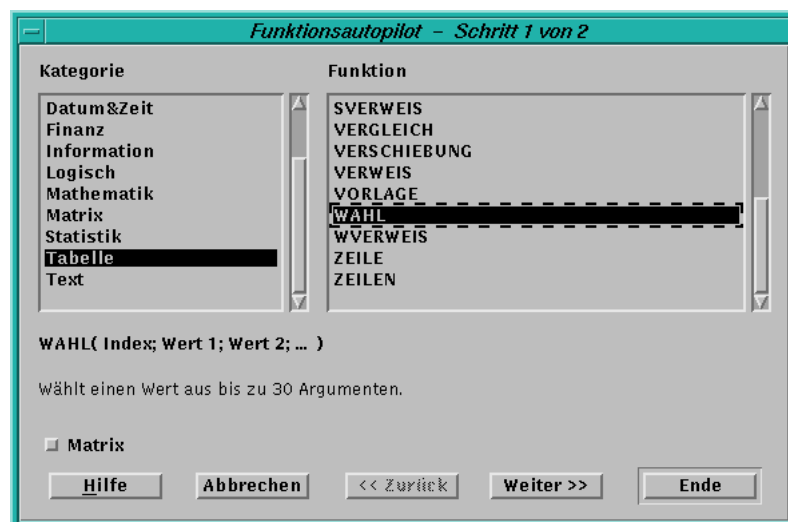 Funktionsautopilot – Schritt 1 von 2
Kategorie
Datum&Zeit
Finanz
Information
Logisch
Mathematik
Matrix
Statistik
Tabelle
Text
Funktion
SVERWEIS
VERGLEICH
VERSCHIEBUNG
VERWEIS
VORLAGE
WAHL
WVERWEIS
ZEILE
ZEILEN
WAHL( Index; Wert 1; Wert 2; ... )
Wählt einen Wert aus bis zu 30 Argumenten.
Matrix
Hilfe Abbrechen << Zurück Weiter >> Ende